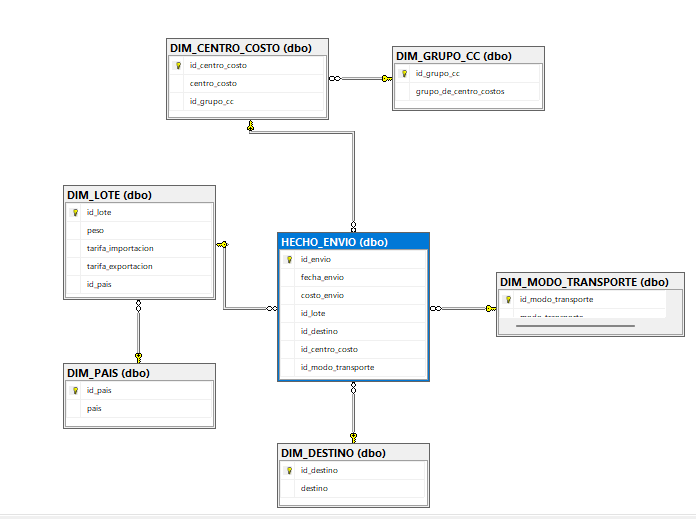 DIM_CENTRO_COSTO (dbo)
id_centro_costo
centro_costo
id_grupo_cc
DIM_GRUPO_CC (dbo)
id_grupo_cc
grupo_de_centro_costos
DIM_LOTE (dbo)
id_lote
peso
tarifa_importacion
tarifa_exportacion
id_pais
HECHO_ENVIO (dbo)
id_envio
fecha_envio
costo_envio
id_lote
id_destino
id_centro_costo
id_modo_transporte
DIM_MODO_TRANSPORTE (dbo)
id_modo_transporte
modo_transporte
DIM_PAIS (dbo)
id_pais
pais
DIM_DESTINO (dbo)
id_destino
destino